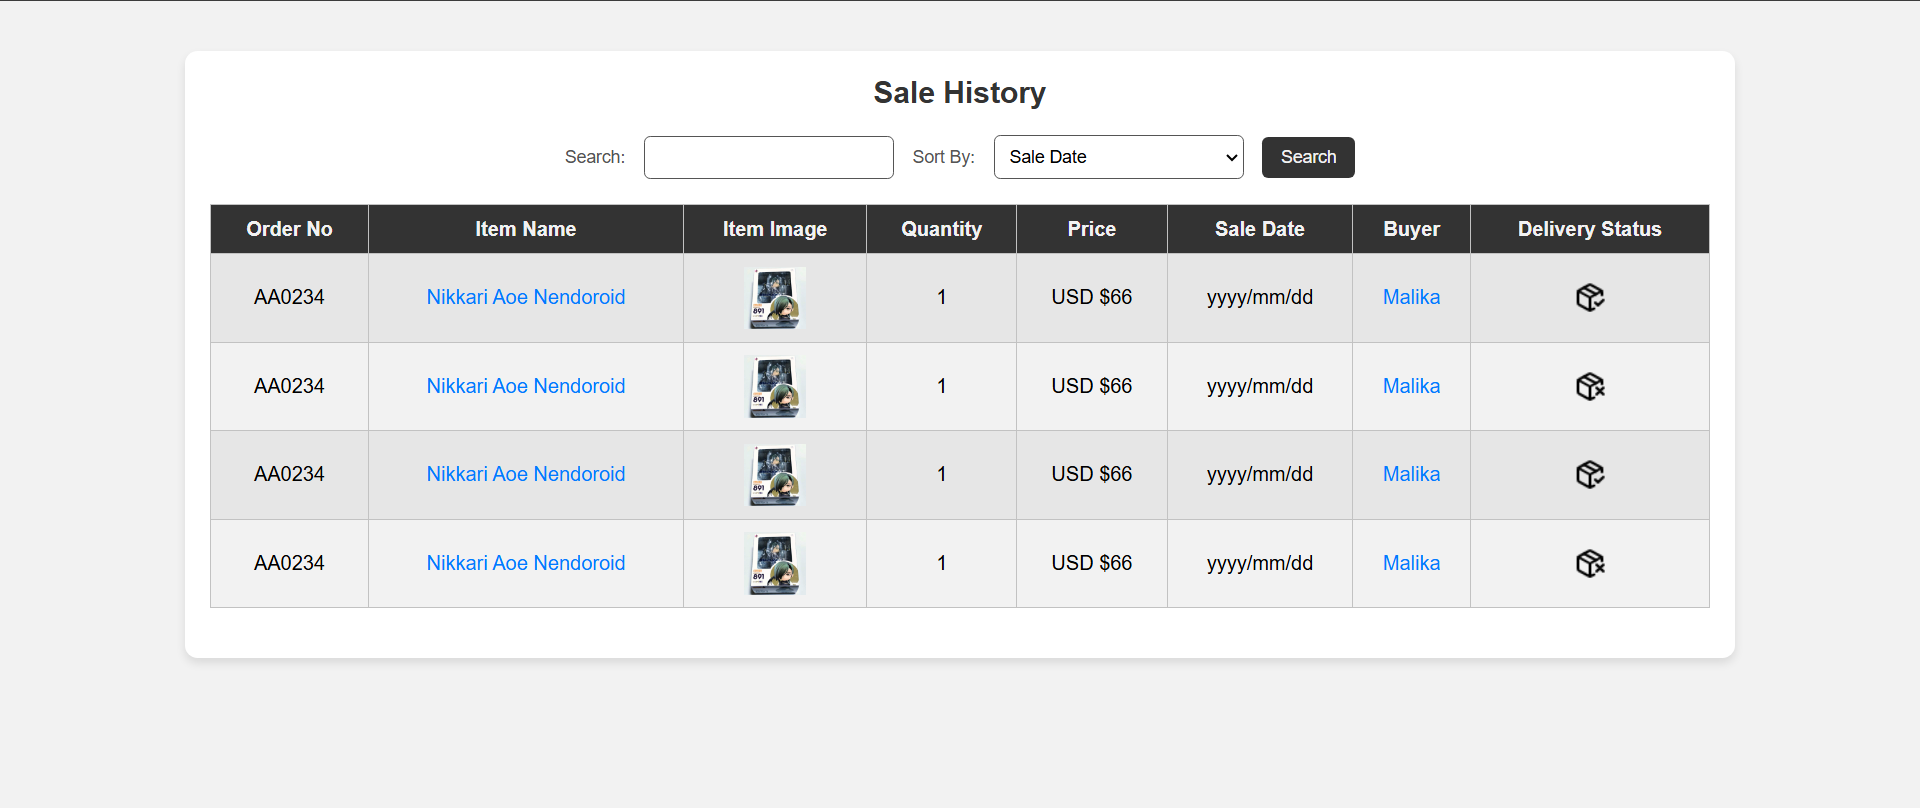 Sale History
Search: Sort By: Sale Date Search
Order No Item Name Item Image Quantity Price Sale Date Buyer Delivery Status
AA0234 Nikkari Aoe Nendoroid 891 1 USD $66 yyyy/mm/dd Malika
AA0234 Nikkari Aoe Nendoroid 891 1 USD $66 yyyy/mm/dd Malika
AA0234 Nikkari Aoe Nendoroid 891 1 USD $66 yyyy/mm/dd Malika
AA0234 Nikkari Aoe Nendoroid 891 1 USD $66 yyyy/mm/dd Malika